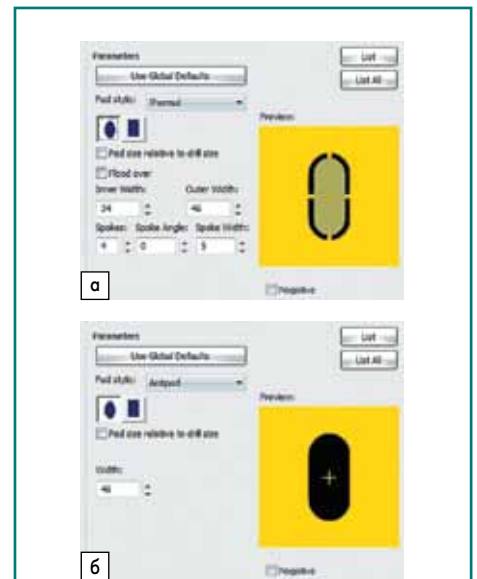 Parameters
List
Use Global Defaults
List All
Pad style: Thermal
Preview:
Pad size relative to drill size
Flood over
Inner Width: Outer Width:
34 46
Spokes: Spoke Angle: Spoke Width:
4 0 5
Negative
а
Parameters
List
Use Global Defaults
List All
Pad style: Antipad
Preview:
Pad size relative to drill size
Width:
46
Negative
б